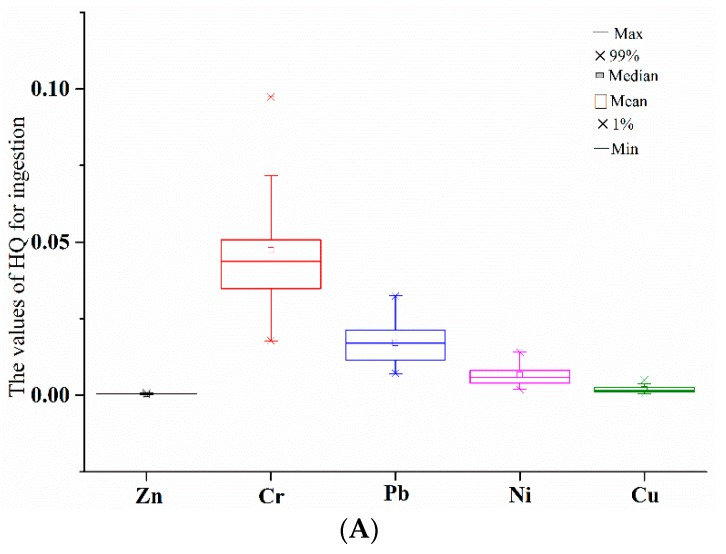 Max
99%
Median
Mean
1%
Min
The values of HQ for ingestion
0.10
0.05
0.00
Zn Cr Pb Ni Cu
(A)